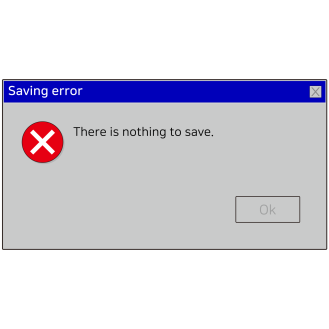 Saving error
There is nothing to save.
Ok